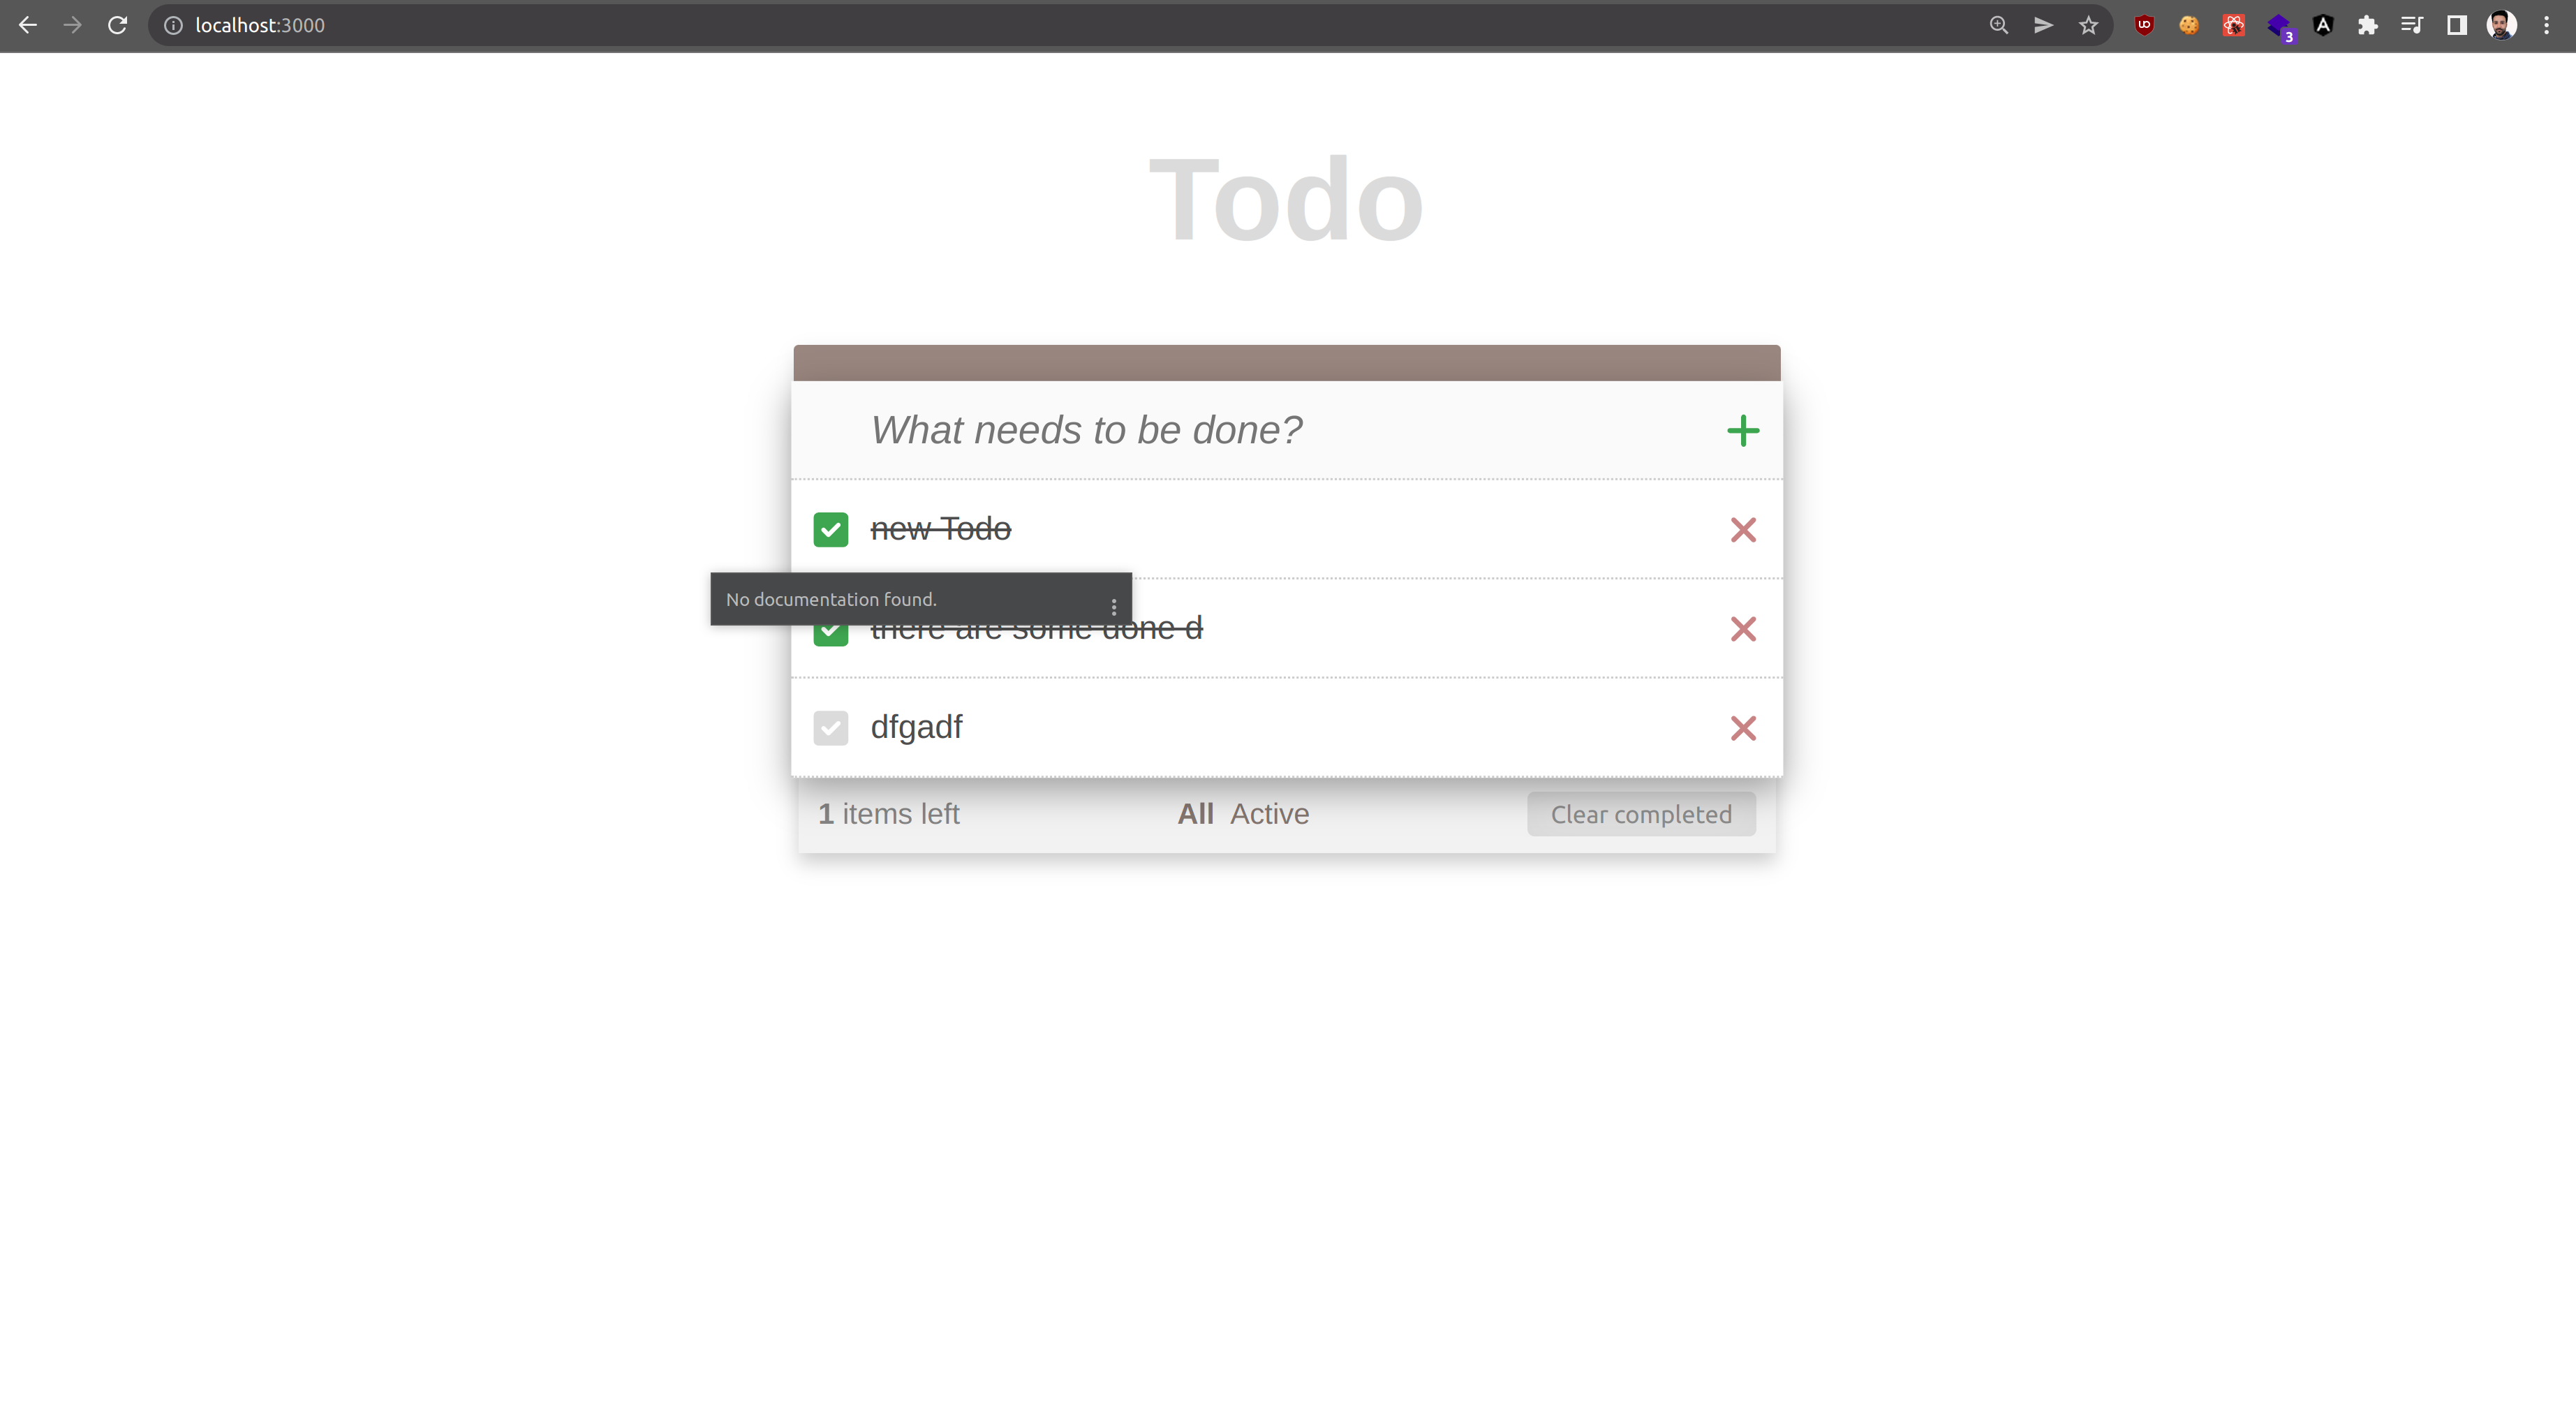 localhost:3000
3
Todo
What needs to be done?
new Todo
No documentation found.
there are some done d
dfgadf
1 items left All Active Clear completed